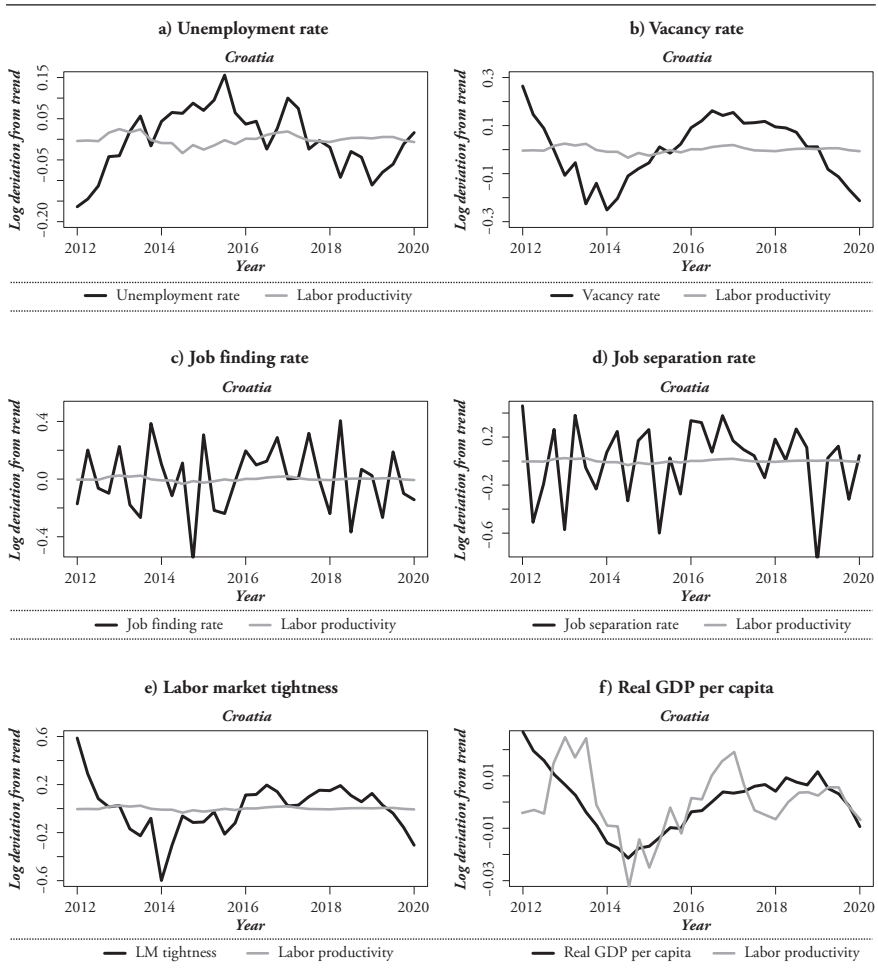 a) Unemployment rate
Croatia
Log deviation from trend
0.15
0.05
−0.05
−0.20
2012 2014 2016 2018 2020
Year
Unemployment rate Labor productivity
b) Vacancy rate
Croatia
Log deviation from trend
0.3
0.1
−0.1
−0.3
2012 2014 2016 2018 2020
Year
Vacancy rate Labor productivity
c) Job finding rate
Croatia
Log deviation from trend
0.4
0.0
−0.4
2012 2014 2016 2018 2020
Year
Job finding rate Labor productivity
d) Job separation rate
Croatia
Log deviation from trend
0.2
−0.2
−0.6
2012 2014 2016 2018 2020
Year
Job separation rate Labor productivity
e) Labor market tightness
Croatia
Log deviation from trend
0.6
0.2
−0.2
−0.6
2012 2014 2016 2018 2020
Year
LM tightness Labor productivity
f) Real GDP per capita
Croatia
Log deviation from trend
0.01
−0.01
−0.03
2012 2014 2016 2018 2020
Year
Real GDP per capita Labor productivity